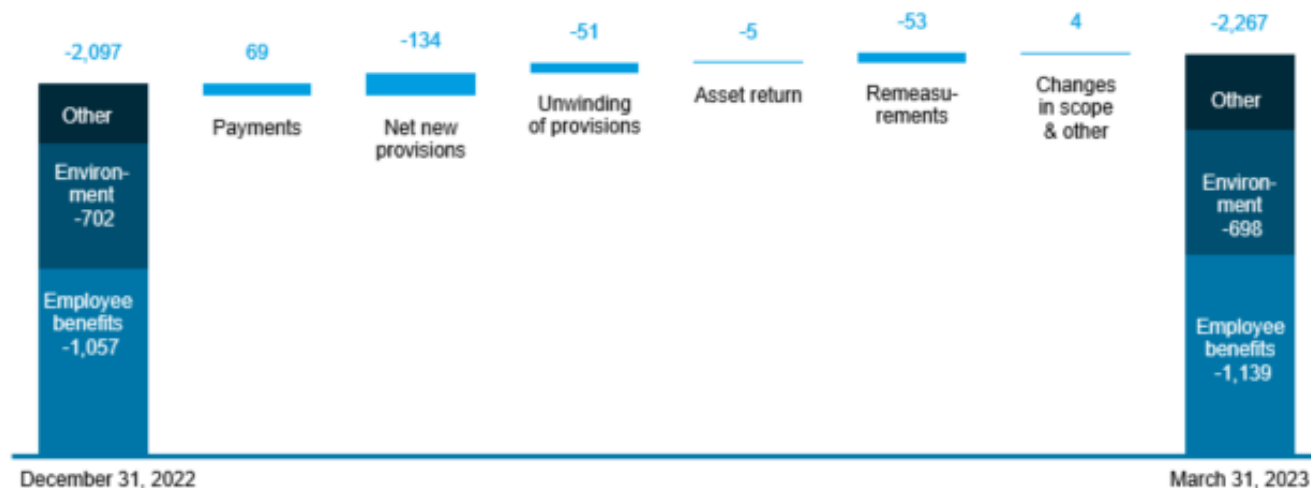 -2,097
69
-134
-51
-5
-53
4
-2,267
Other
Environ-
ment
-702
Employee
benefits
-1,057
Payments
Net new
provisions
Unwinding
of provisions
Asset return
Remeasu-
rements
Changes
in scope
& other
Other
Environ-
ment
-698
Employee
benefits
-1,139
December 31, 2022
March 31, 2023